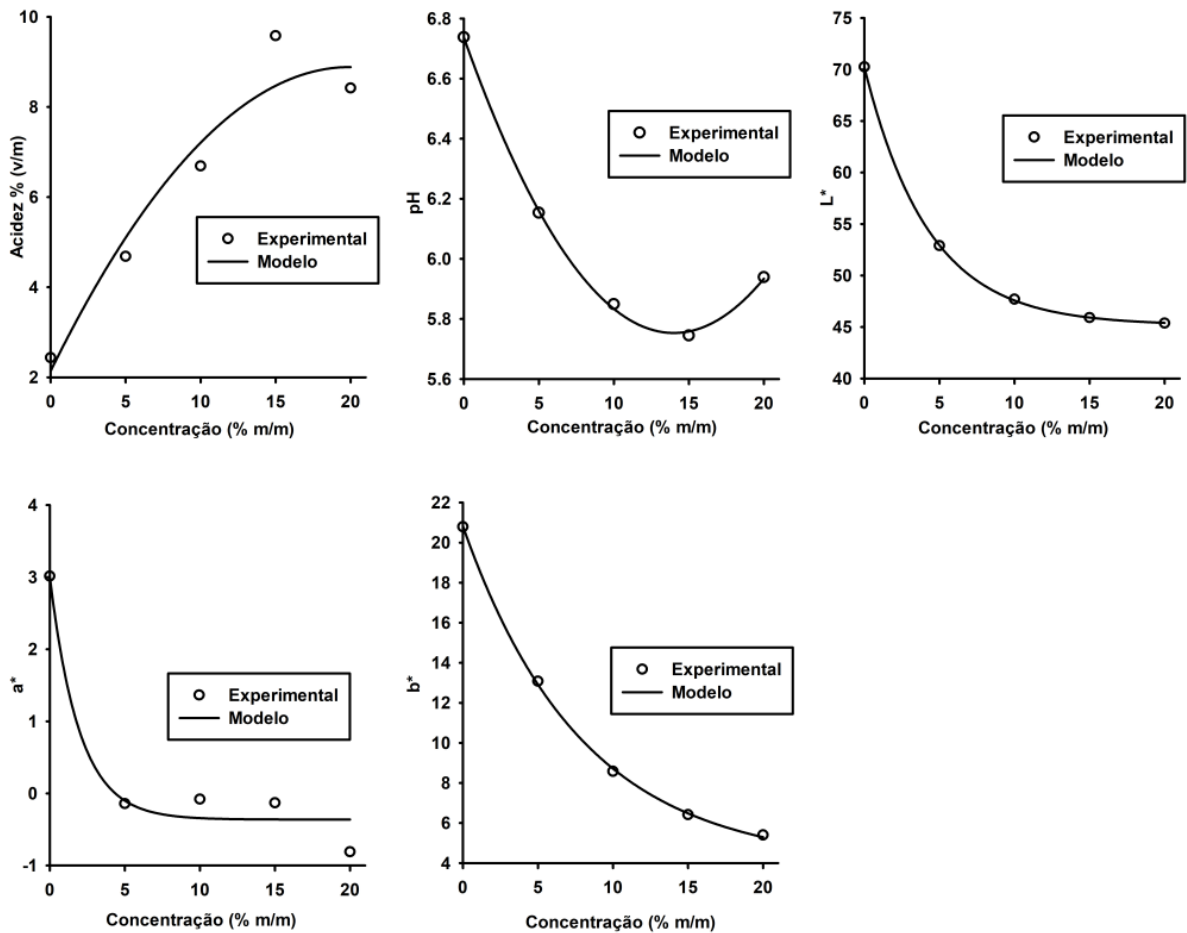 10
8
6
4
2
Acidez % (v/m)
Experimental
Modelo
0 5 10 15 20
Concentração (% m/m)
6.8
6.6
6.4
6.2
6.0
5.8
5.6
pH
Experimental
Modelo
0 5 10 15 20
Concentração (% m/m)
75
70
65
60
55
50
45
40
L*
Experimental
Modelo
0 5 10 15 20
Concentração (% m/m)
4
3
2
1
0
-1
a*
Experimental
Modelo
0 5 10 15 20
Concentração (% m/m)
22
20
18
16
14
12
10
8
6
4
b*
Experimental
Modelo
0 5 10 15 20
Concentração (% m/m)